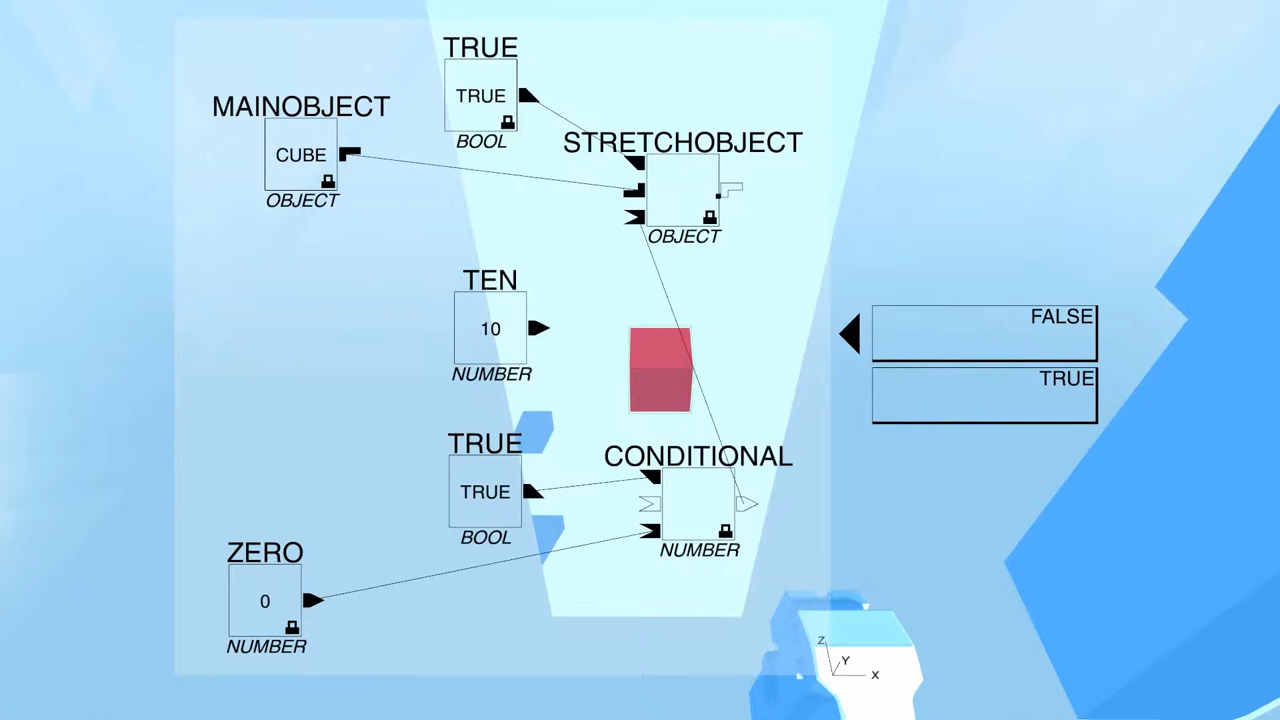 TRUE
TRUE
BOOL
MAINOBJECT
CUBE
OBJECT
STRETCHOBJECT
OBJECT
TEN
10
NUMBER
FALSE
TRUE
TRUE
TRUE
BOOL
CONDITIONAL
NUMBER
ZERO
0
NUMBER
Z
Y
X